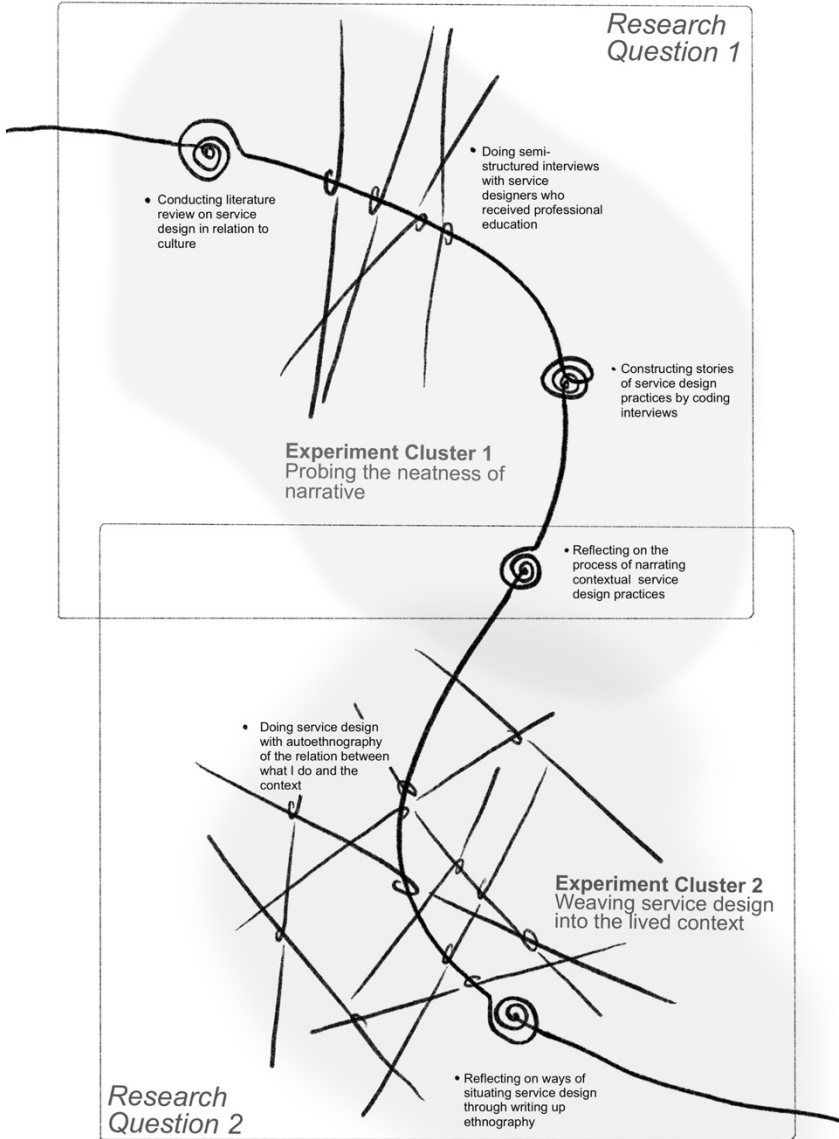 Research
Question 1
• Doing semi-
structured interviews
with service
designers who
received professional
education
• Conducting literature
review on service
design in relation to
culture
• Constructing stories
of service design
practices by coding
interviews
Experiment Cluster 1
Probing the neatness of
narrative
• Reflecting on the
process of narrating
contextual service
design practices
• Doing service design
with autoethnography
of the relation between
what I do and the
context
Experiment Cluster 2
Weaving service design
into the lived context
• Reflecting on ways of
situating service design
through writing up
ethnography
Research
Question 2